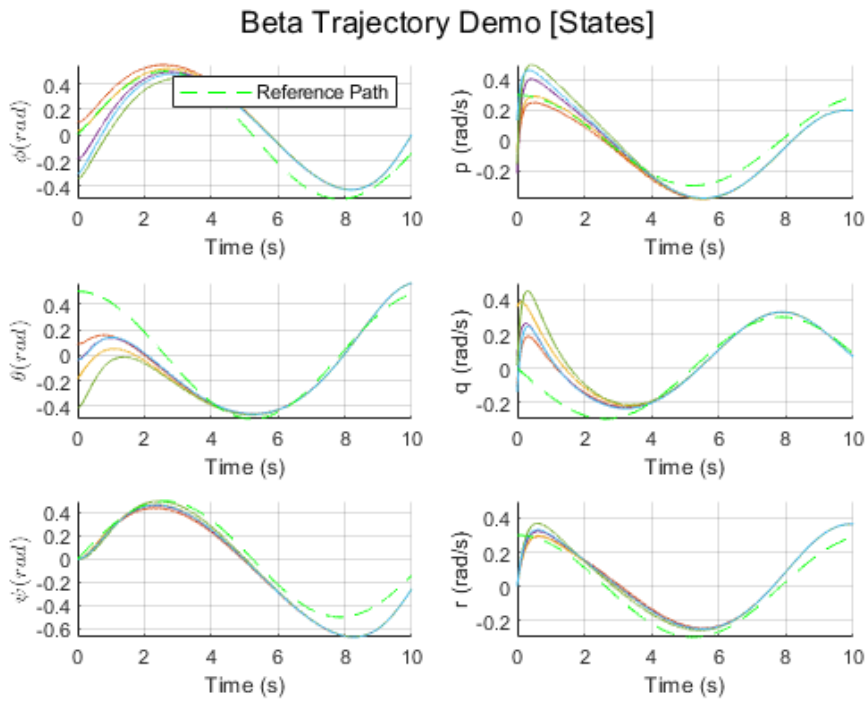 Beta Trajectory Demo [States]
0.4
0.2
0
-0.2
-0.4
ϕ(rad)
Reference Path
0 2 4 6 8 10
Time (s)
0.4
0.2
0
-0.2
p (rad/s)
0 2 4 6 8 10
Time (s)
0.4
0.2
0
-0.2
-0.4
θ(rad)
0 2 4 6 8 10
Time (s)
0.4
0.2
0
-0.2
q (rad/s)
0 2 4 6 8 10
Time (s)
0.4
0.2
0
-0.2
-0.4
-0.6
ψ(rad)
0 2 4 6 8 10
Time (s)
0.4
0.2
0
-0.2
r (rad/s)
0 2 4 6 8 10
Time (s)